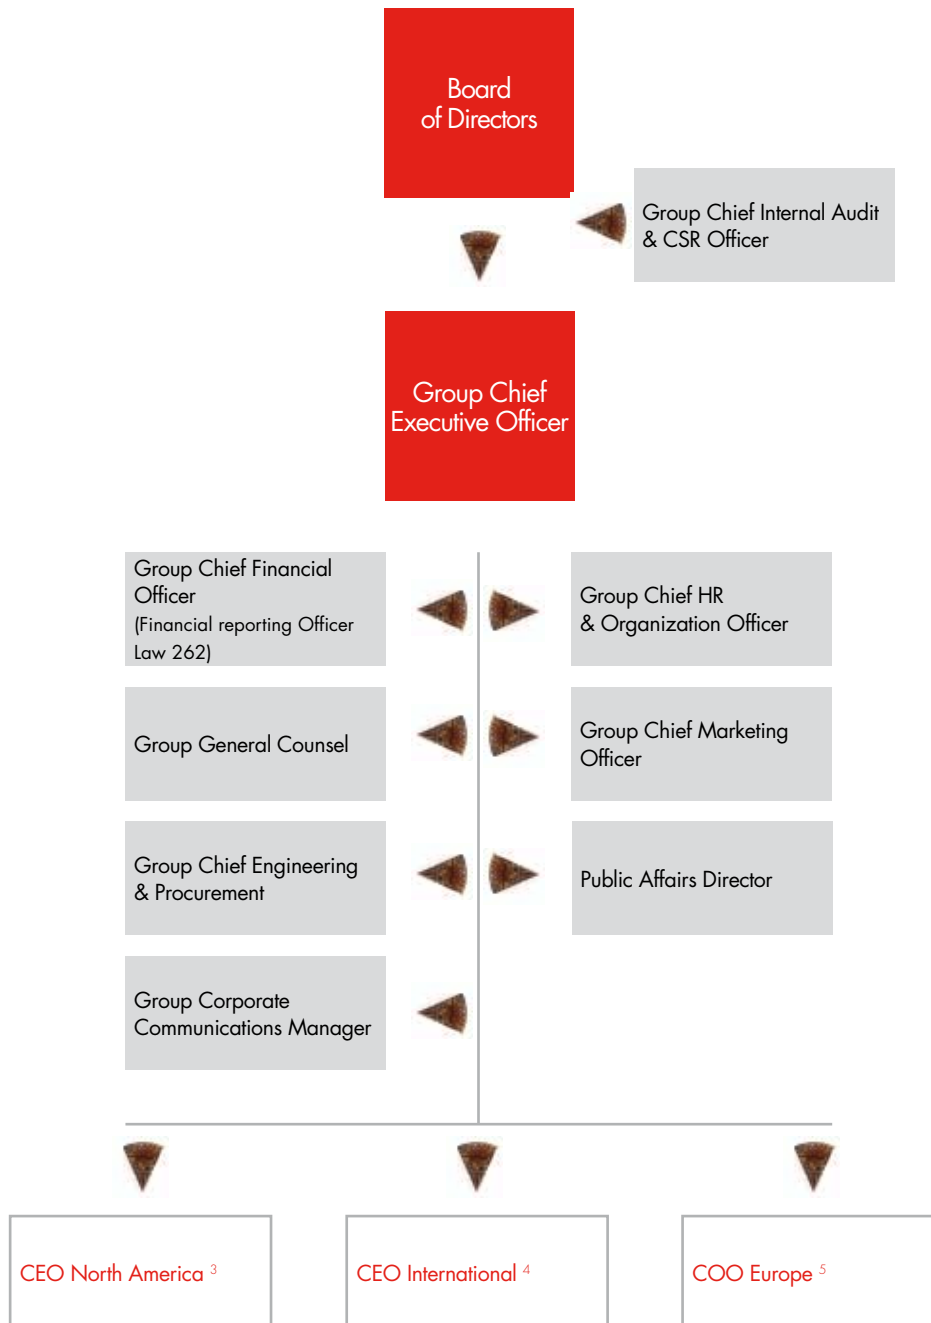 Board
of Directors
Group Chief Internal Audit
& CSR Officer
Group Chief
Executive Officer
Group Chief Financial
Officer
(Financial reporting Officer
Law 262)
Group Chief HR
& Organization Officer
Group General Counsel
Group Chief Marketing
Officer
Group Chief Engineering
& Procurement
Public Affairs Director
Group Corporate
Communications Manager
CEO North America 3
CEO International 4
COO Europe 5